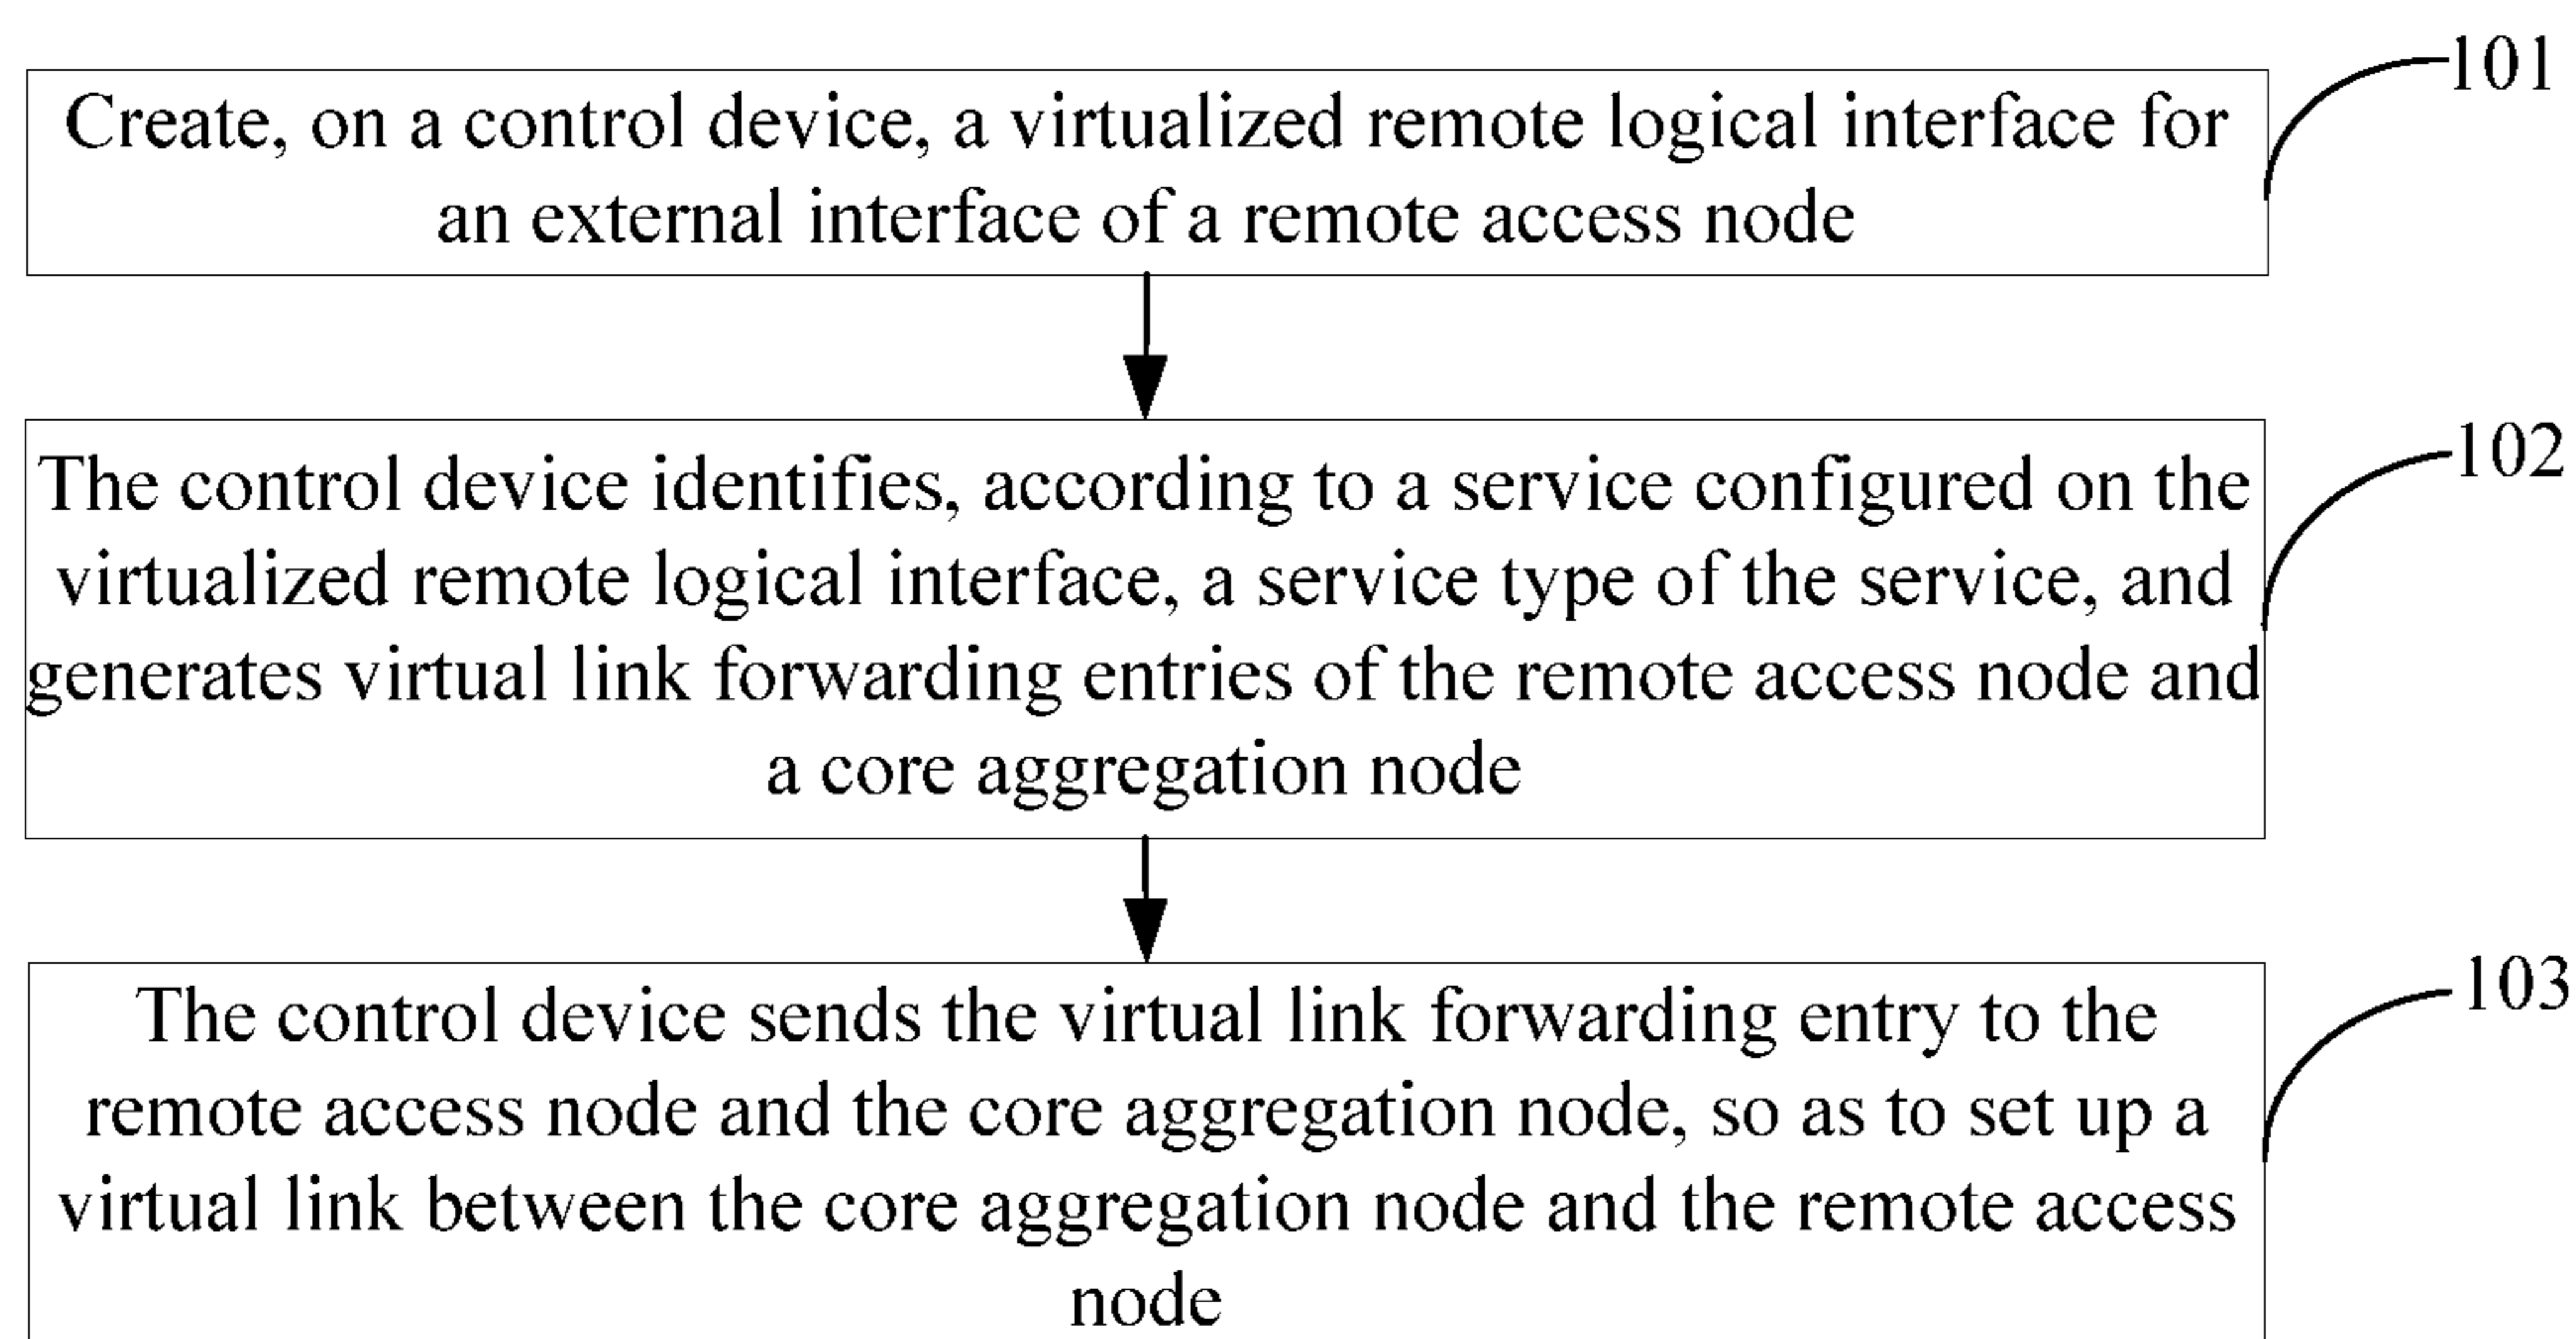 101
Create, on a control device, a virtualized remote logical interface for
an external interface of a remote access node
102
The control device identifies, according to a service configured on the
virtualized remote logical interface, a service type of the service, and
generates virtual link forwarding entries of the remote access node and
a core aggregation node
103
The control device sends the virtual link forwarding entry to the
remote access node and the core aggregation node, so as to set up a
virtual link between the core aggregation node and the remote access
node